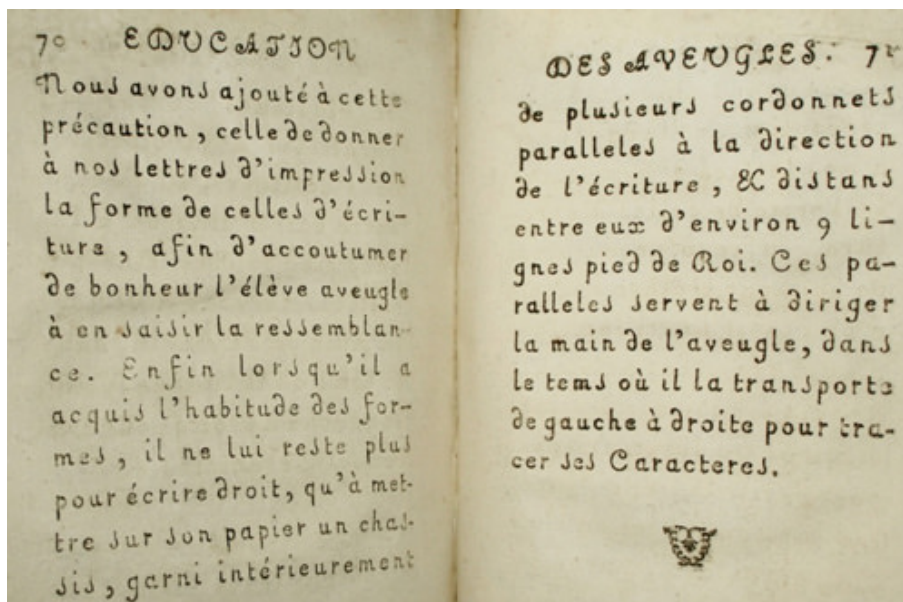 70 EDUCATION
Nous avons ajouté à cette
précaution, celle de donner
à nos lettres d'impression
la forme de celles d'écri-
ture, afin d'accoutumer
de bonheur l'élève aveugle
à en saisir la ressemblan-
ce. Enfin lorsqu'il a
acquis l'habitude des for-
mes, il ne lui reste plus
pour écrire droit, qu'à met-
tre sur son papier un chas-
sis, garni intérieurement
DES AVEUGLES. 71
de plusieurs cordonnets
paralleles à la direction
de l'écriture, &c distans
entre eux d'environ 9 li-
gnes pied de Roi. Ces pa-
ralleles servent à diriger
la main de l'aveugle, dans
le tems où il la transporte
de gauche à droite pour tra-
cer ses Caracteres.